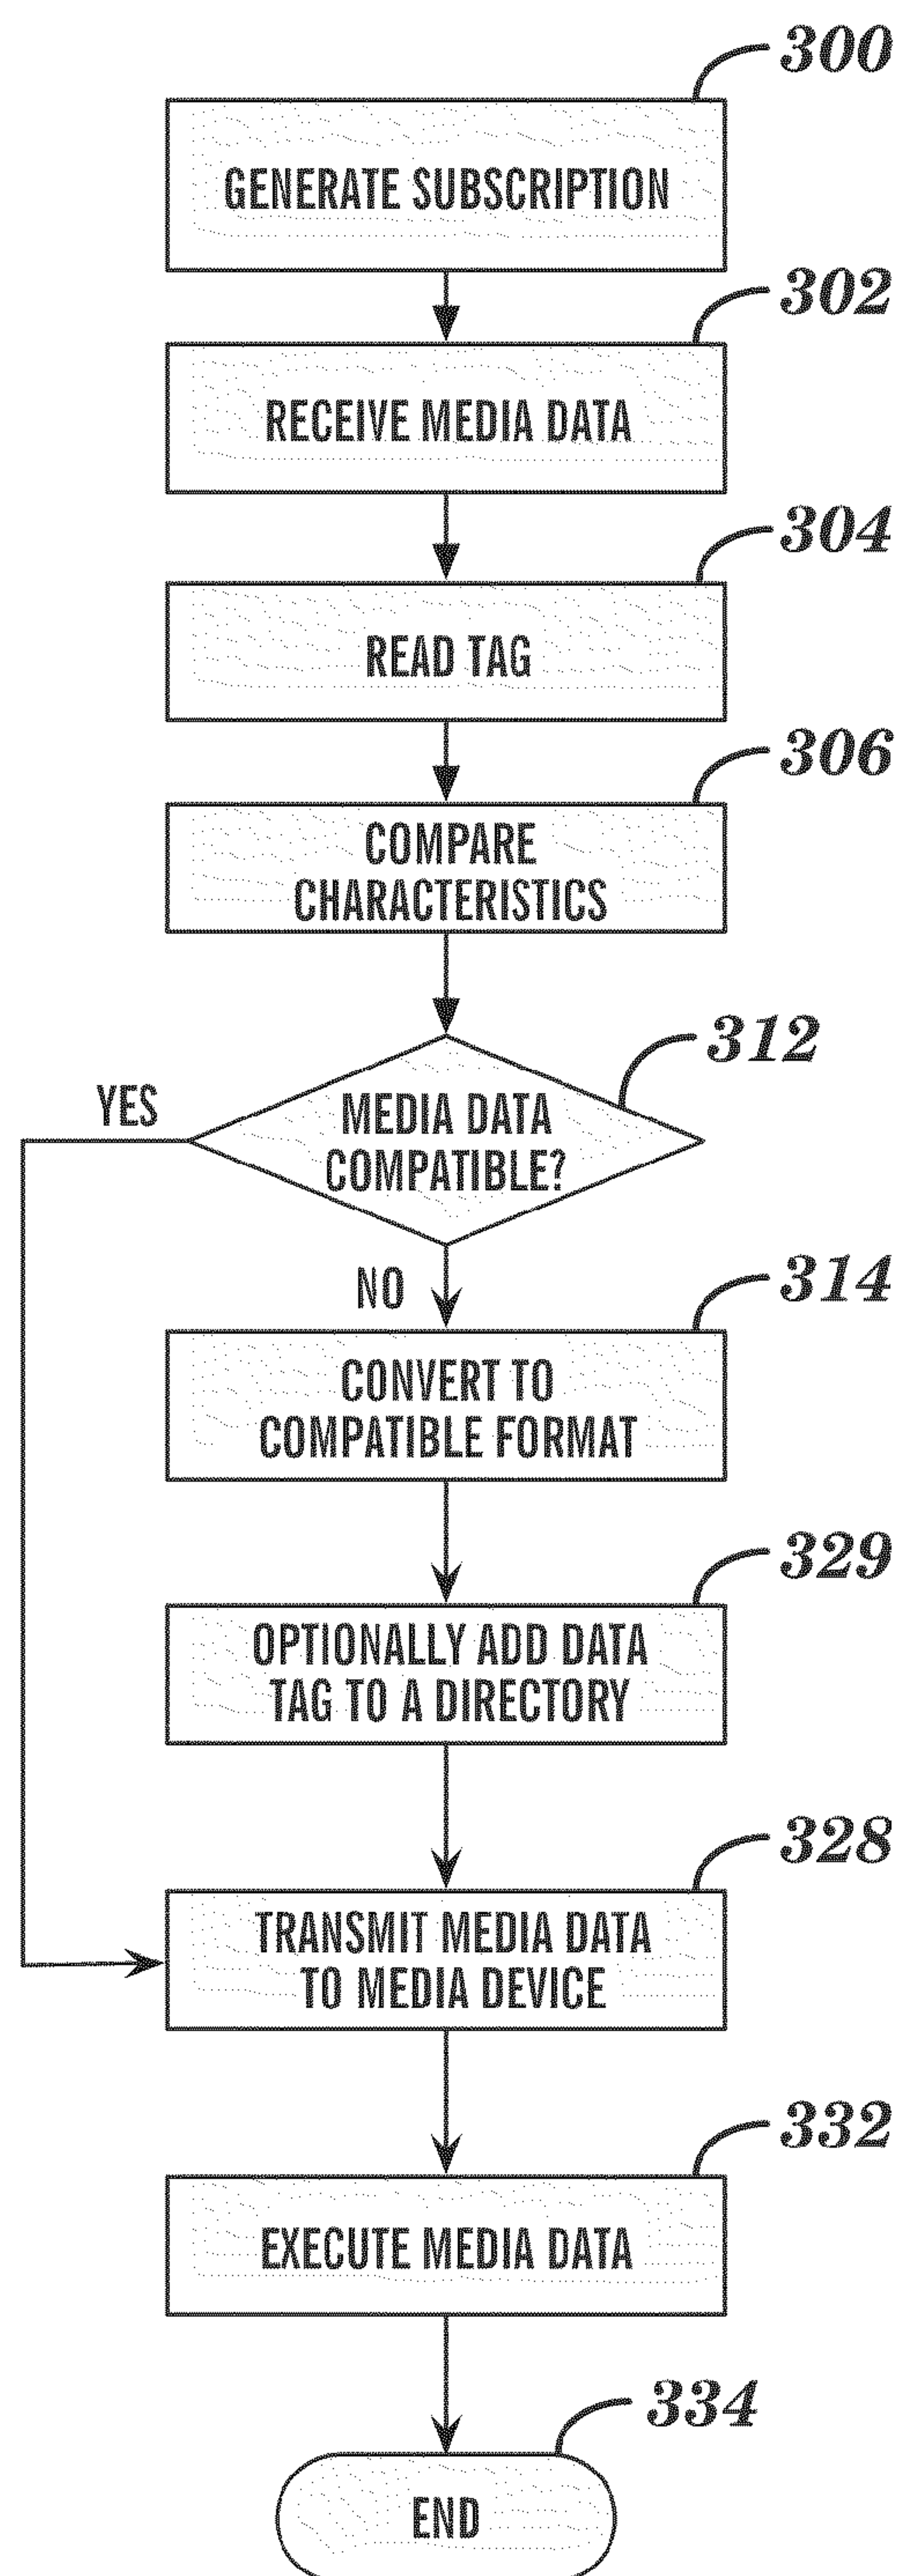 300
GENERATE SUBSCRIPTION
302
RECEIVE MEDIA DATA
304
READ TAG
306
COMPARE
CHARACTERISTICS
312
YES
MEDIA DATA
COMPATIBLE?
NO
314
CONVERT TO
COMPATIBLE FORMAT
329
OPTIONALLY ADD DATA
TAG TO A DIRECTORY
328
TRANSMIT MEDIA DATA
TO MEDIA DEVICE
332
EXECUTE MEDIA DATA
334
END